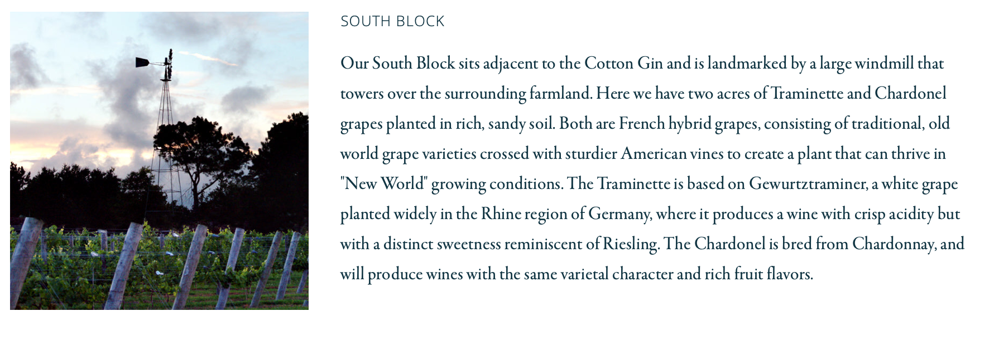 SOUTH BLOCK
Our South Block sits adjacent to the Cotton Gin and is landmarked by a large windmill that
towers over the surrounding farmland. Here we have two acres of Traminette and Chardonel
grapes planted in rich, sandy soil. Both are French hybrid grapes, consisting of traditional, old
world grape varieties crossed with sturdier American vines to create a plant that can thrive in
"New World" growing conditions. The Traminette is based on Gewurtztraminer, a white grape
planted widely in the Rhine region of Germany, where it produces a wine with crisp acidity but
with a distinct sweetness reminiscent of Riesling. The Chardonel is bred from Chardonnay, and
will produce wines with the same varietal character and rich fruit flavors.